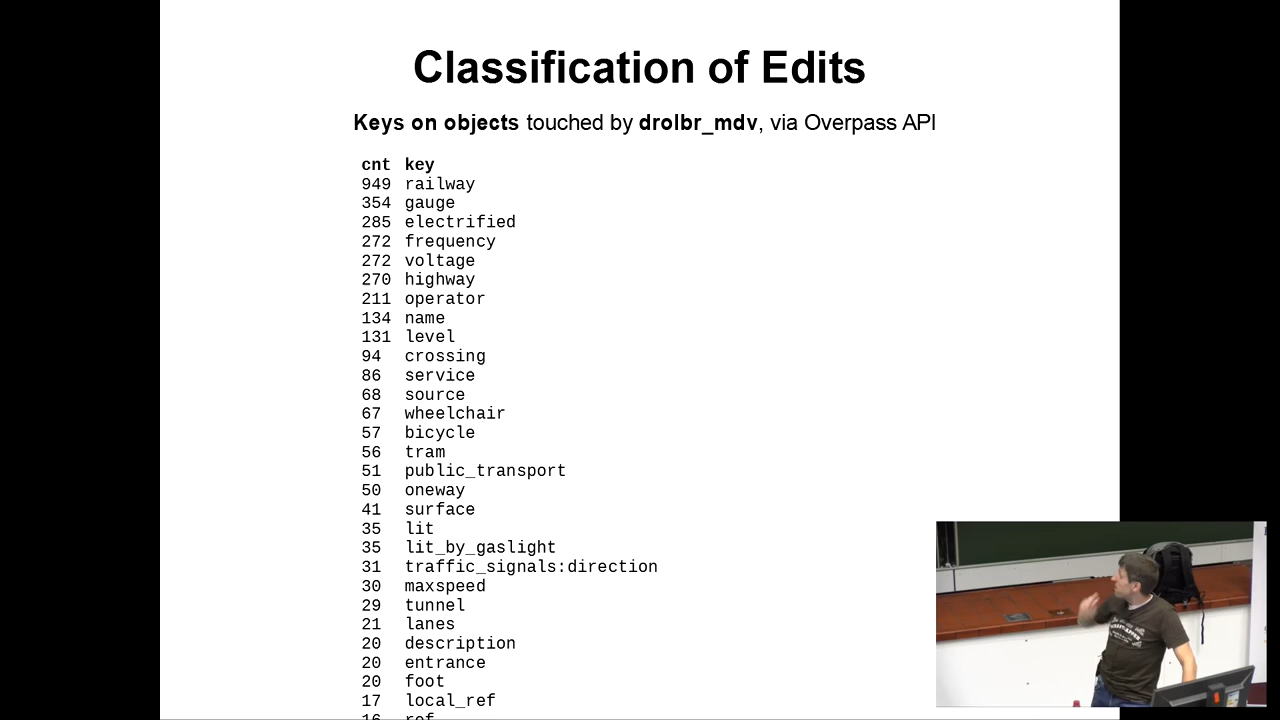 Classification of Edits
Keys on objects touched by drolbr_mdv, via Overpass API
cnt key
949 railway
354 gauge
285 electrified
272 frequency
272 voltage
270 highway
211 operator
134 name
131 level
94 crossing
86 service
68 source
67 wheelchair
57 bicycle
56 tram
51 public_transport
50 oneway
41 surface
35 lit
35 lit_by_gaslight
31 traffic_signals:direction
30 maxspeed
29 tunnel
21 lanes
20 description
20 entrance
20 foot
17 local_ref
16 ref